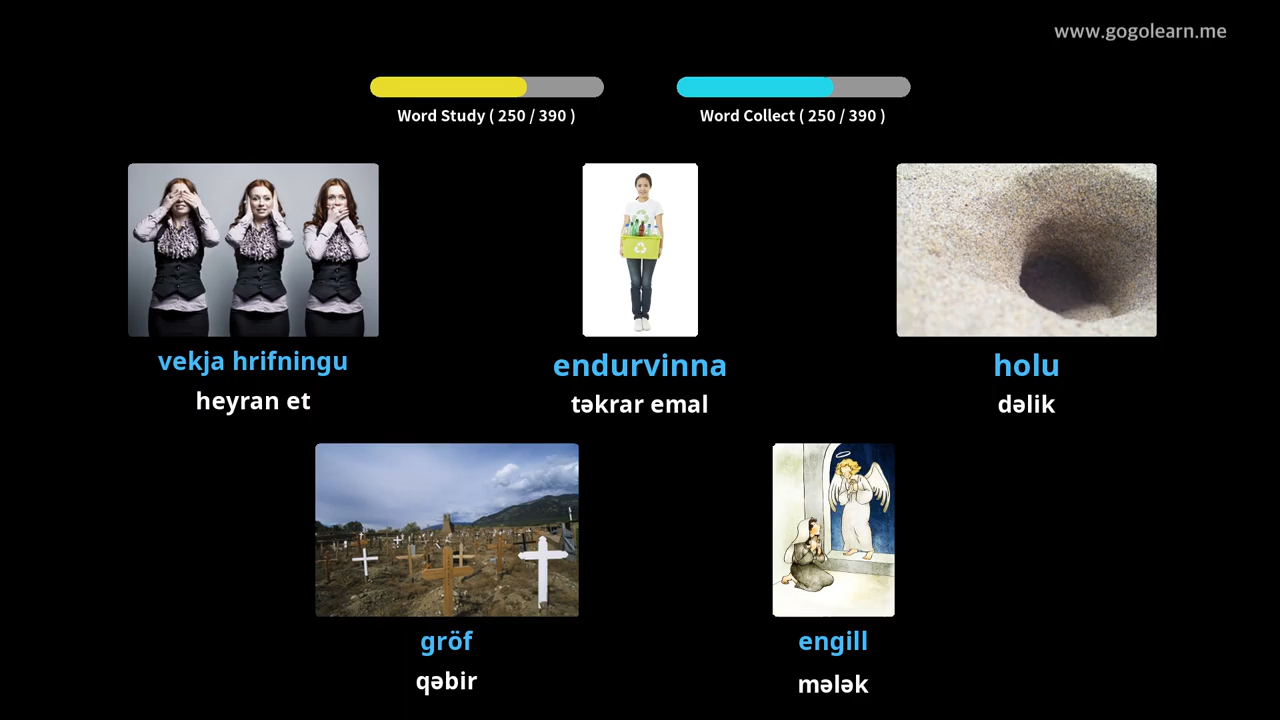 www.gogolearn.me
Word Study ( 250 / 390 )
Word Collect ( 250 / 390 )
vekja hrifningu
heyran et
endurvinna
təkrar emal
holu
dəlik
gröf
qəbir
engill
mələk